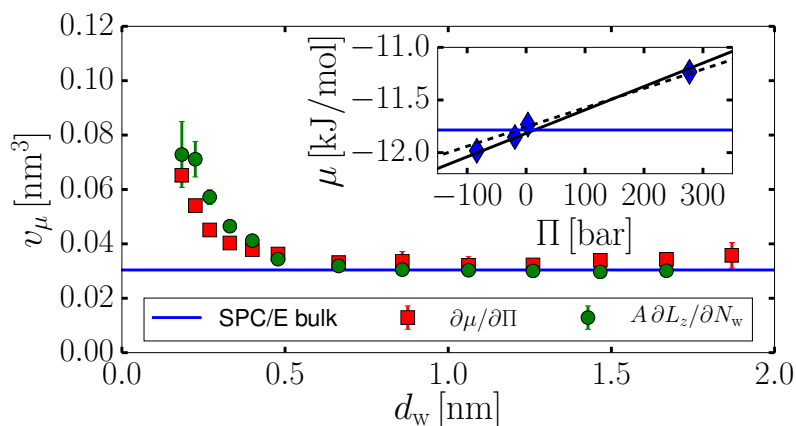 0.12
0.10
0.08
0.06
0.04
0.02
0.00
v_μ [nm³]
0.0
0.5
1.0
1.5
2.0
d_w [nm]
SPC/E bulk
∂μ/∂Π
A ∂L_z/∂N_w
−11.0
−11.5
−12.0
μ [kJ/mol]
−100
0
100
200
300
Π [bar]